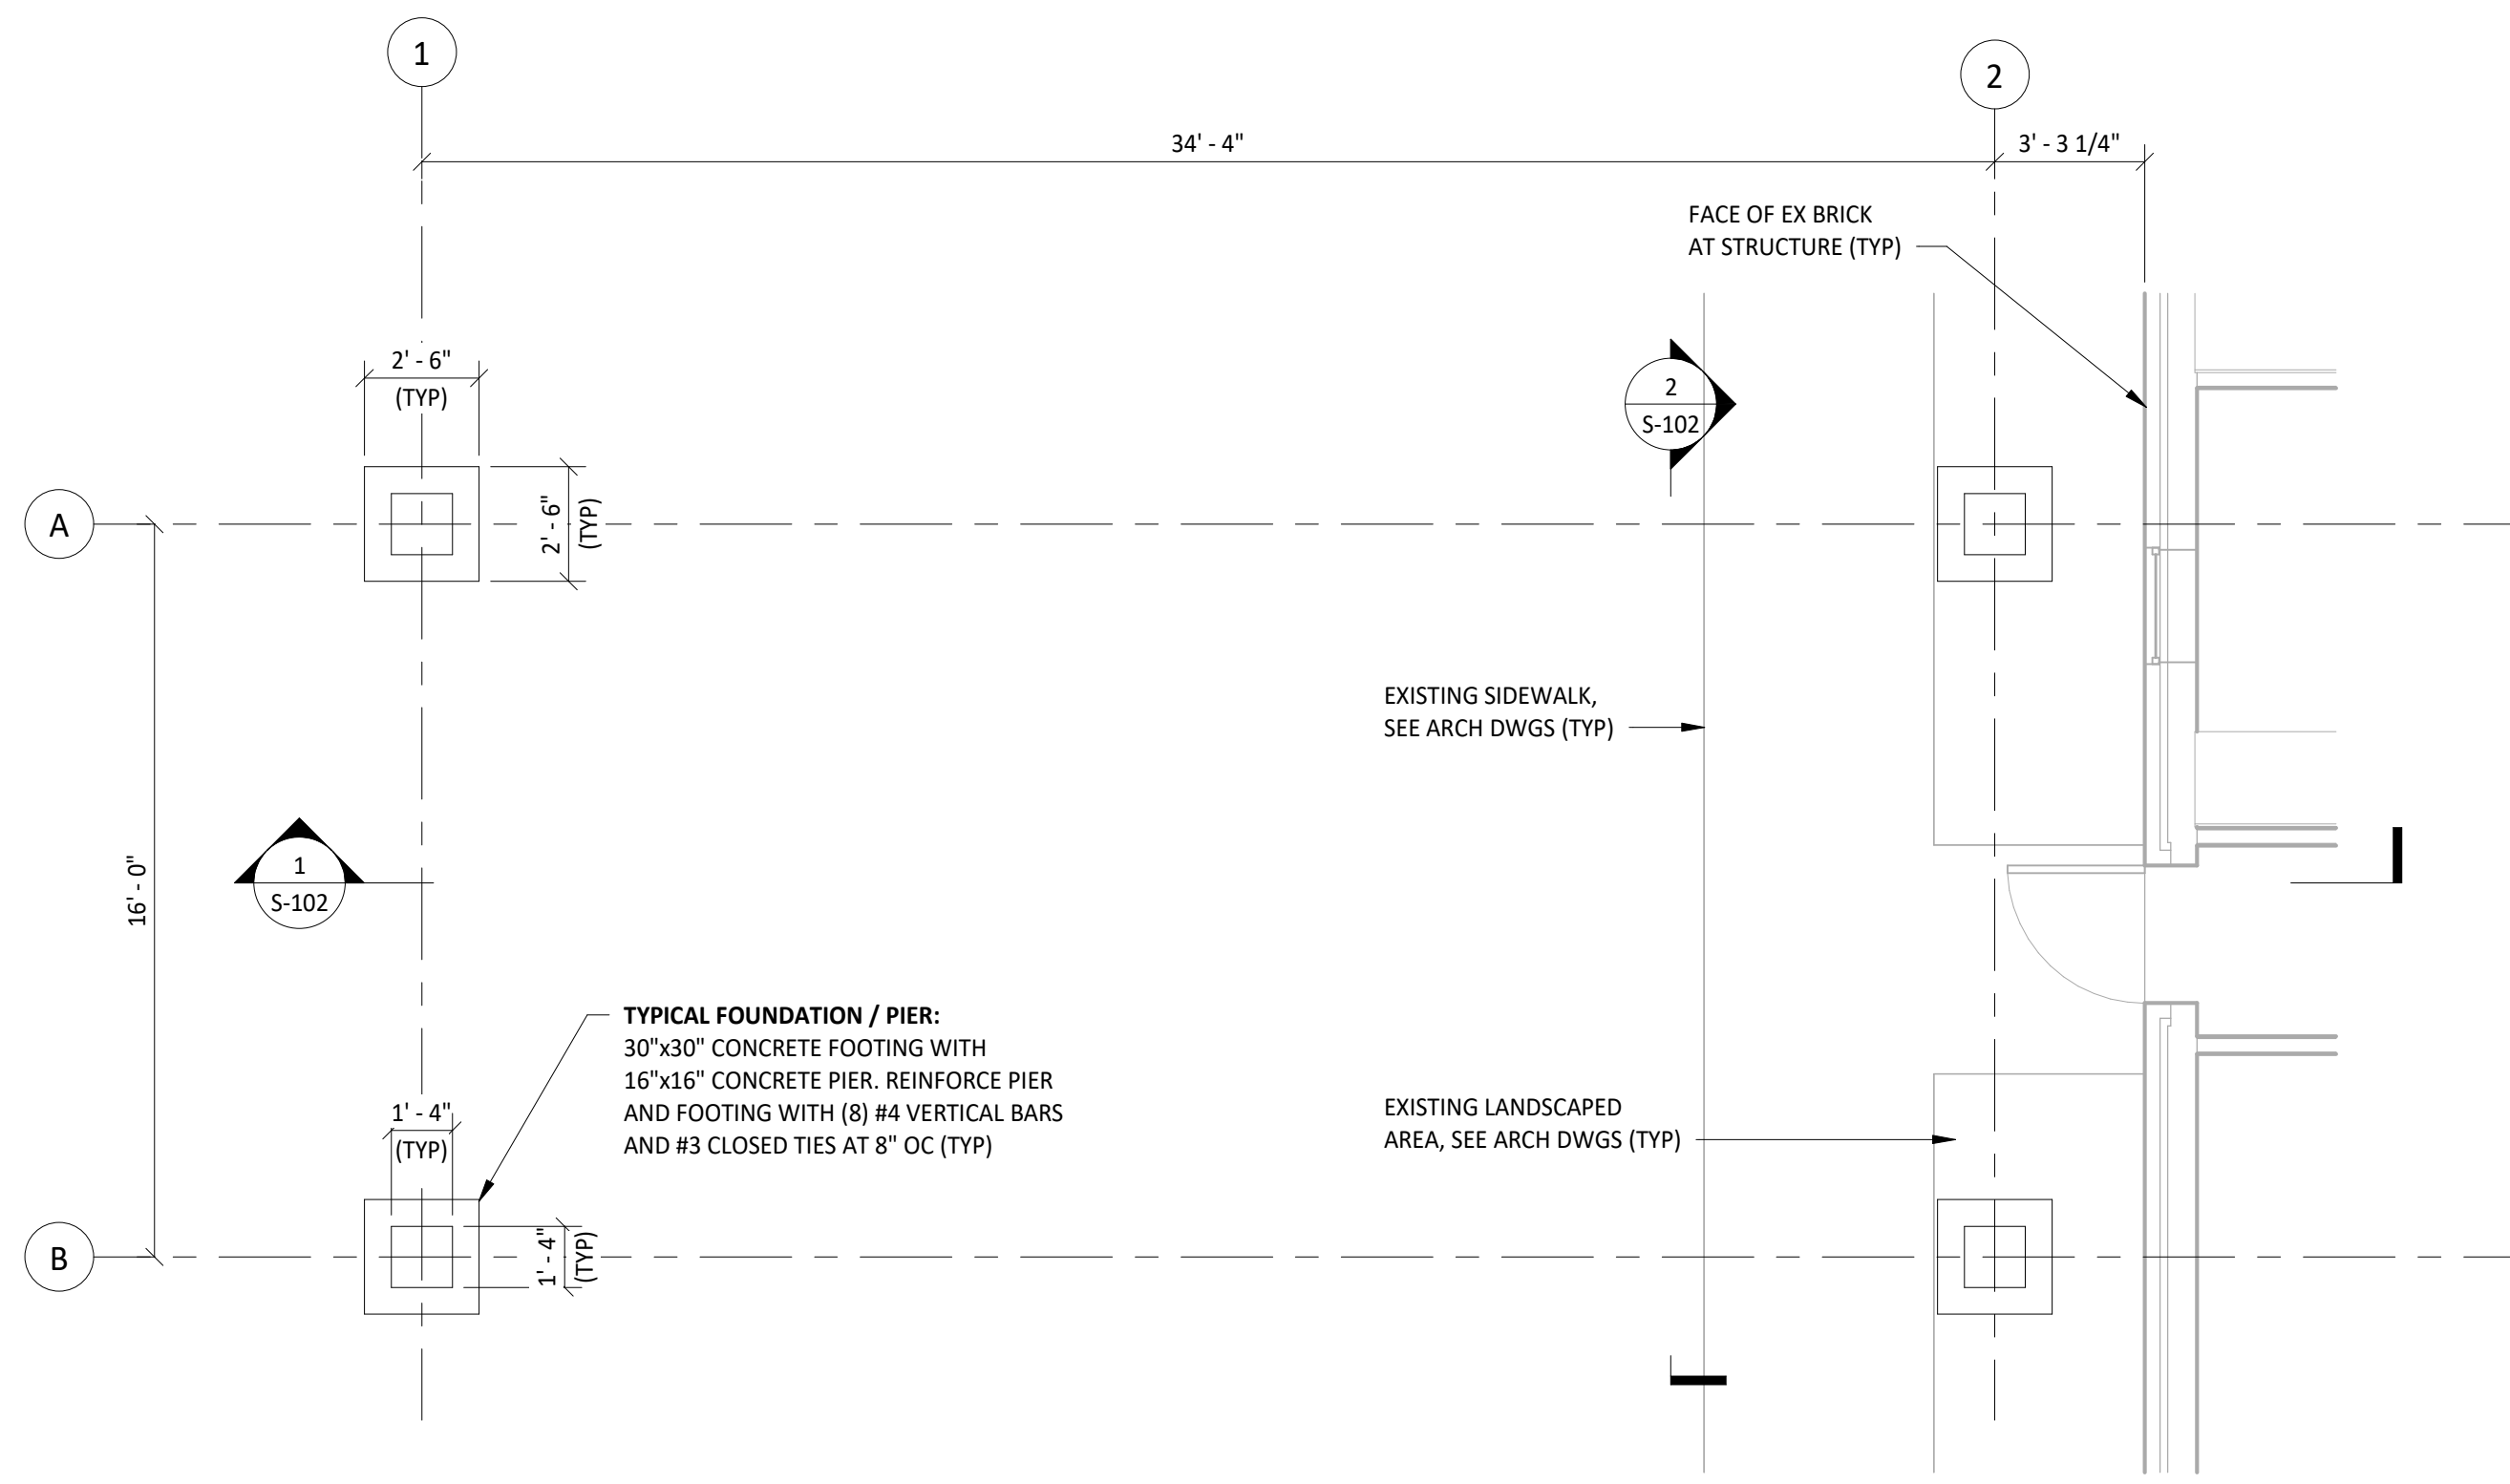 1
2
34' - 4"
3' - 3 1/4"
FACE OF EX BRICK
AT STRUCTURE (TYP)
2' - 6"
(TYP)
2
S-102
A
2' - 6"
(TYP)
EXISTING SIDEWALK,
SEE ARCH DWGS (TYP)
16' - 0"
1
S-102
TYPICAL FOUNDATION / PIER:
30"x30" CONCRETE FOOTING WITH
16"x16" CONCRETE PIER. REINFORCE PIER
AND FOOTING WITH (8) #4 VERTICAL BARS
AND #3 CLOSED TIES AT 8" OC (TYP)
1' - 4"
(TYP)
EXISTING LANDSCAPED
AREA, SEE ARCH DWGS (TYP)
B
1' - 4"
(TYP)